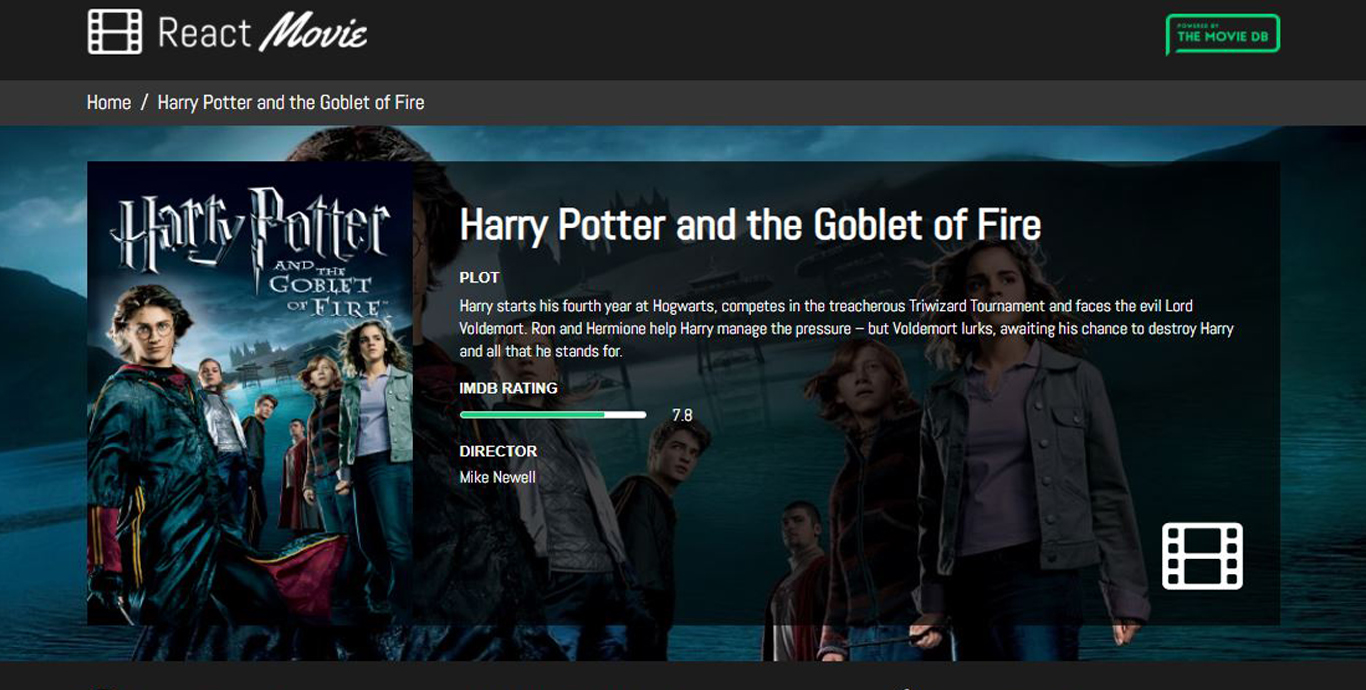 React Movie
POWERED BY
THE MOVIE DB
Home / Harry Potter and the Goblet of Fire
Harry Potter
AND THE
GOBLET
OF FIRE
Harry Potter and the Goblet of Fire
PLOT
Harry starts his fourth year at Hogwarts, competes in the treacherous Triwizard Tournament and faces the evil Lord
Voldemort. Ron and Hermione help Harry manage the pressure – but Voldemort lurks, awaiting his chance to destroy Harry
and all that he stands for.
IMDB RATING
7.8
DIRECTOR
Mike Newell